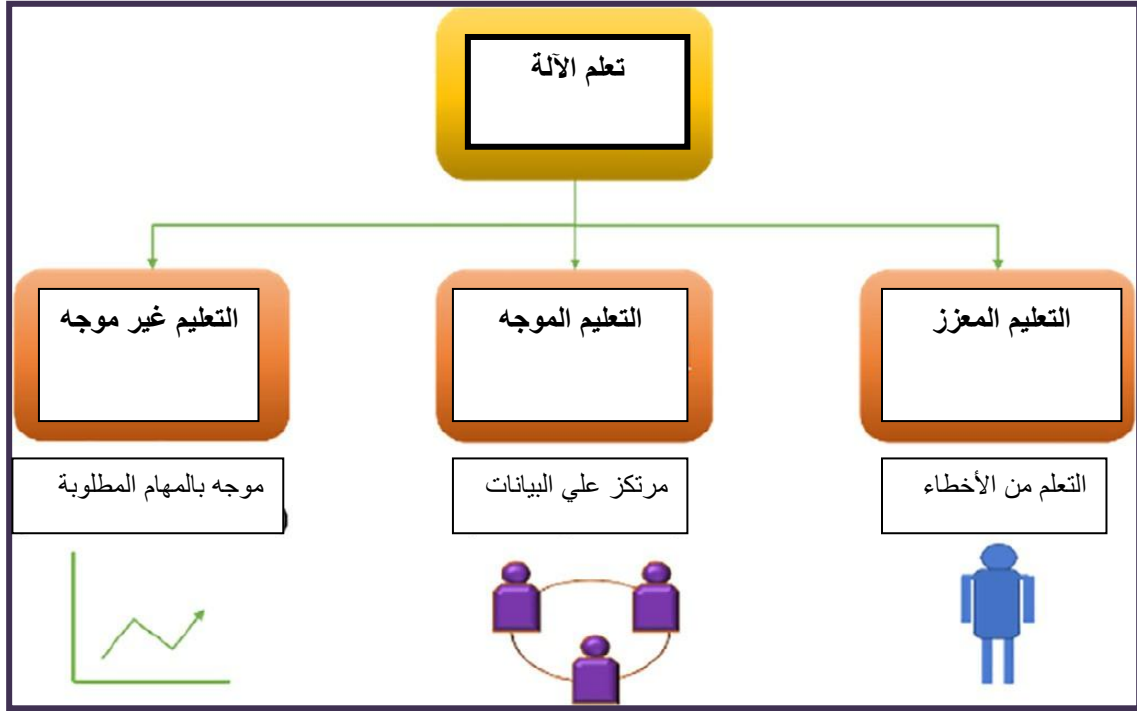 تعلم الآلة
التعليم المعزز
التعليم الموجه
التعليم غير موجه
التعلم من الأخطاء
مرتكز علي البيانات
موجه بالمهام المطلوبة